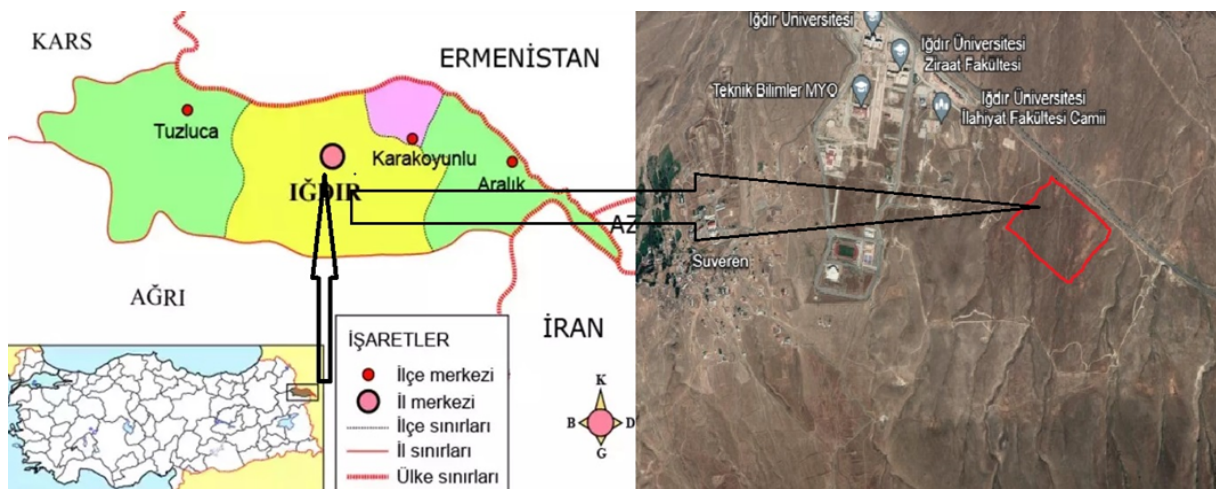 KARS
ERMENİSTAN
Tuzluca
Karakoyunlu
IĞDIR
Aralık
AZ
AĞRI
İRAN
İŞARETLER
İlçe merkezi
İl merkezi
İlçe sınırları
İl sınırları
Ülke sınırları
K
B
D
G
Iğdır Üniversitesi
Iğdır Üniversitesi
Ziraat Fakültesi
Teknik Bilimler MYO
Iğdır Üniversitesi
İlahiyat Fakültesi Camii
Suveren